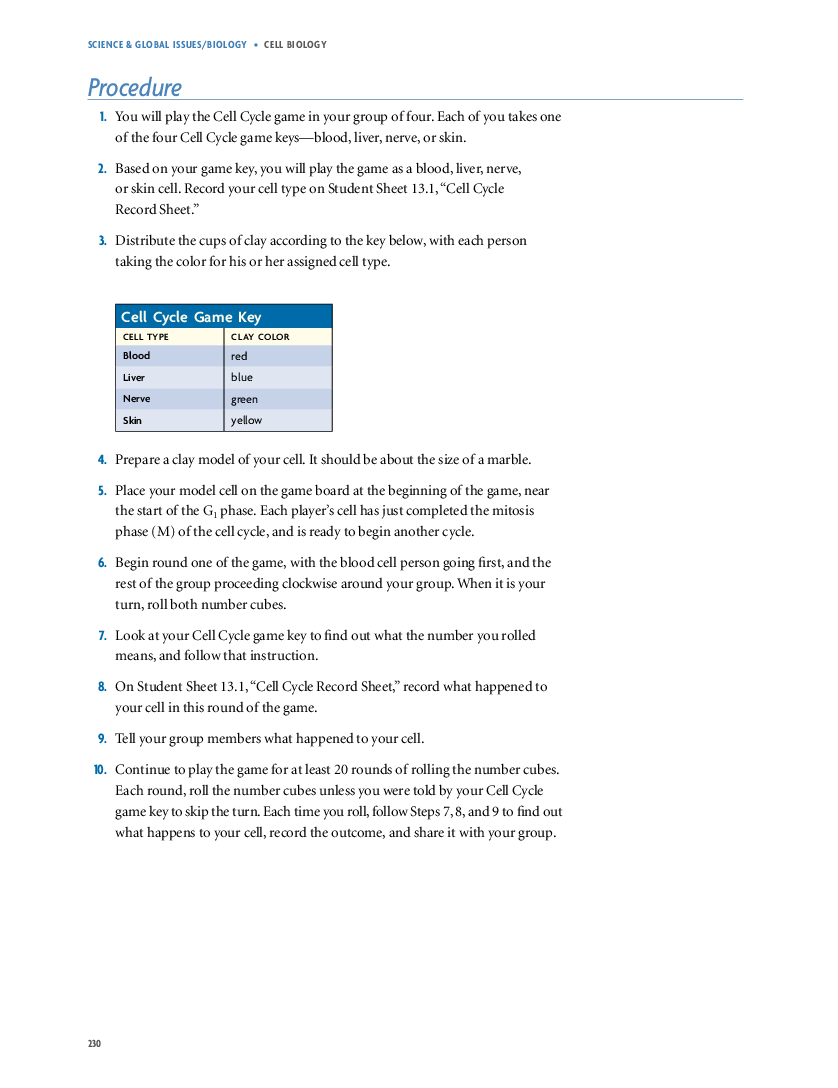 SCIENCE & GLOBAL ISSUES/BIOLOGY • CELL BIOLOGY
Procedure
1. You will play the Cell Cycle game in your group of four. Each of you takes one
of the four Cell Cycle game keys—blood, liver, nerve, or skin.
2. Based on your game key, you will play the game as a blood, liver, nerve,
or skin cell. Record your cell type on Student Sheet 13.1, “Cell Cycle
Record Sheet.”
3. Distribute the cups of clay according to the key below, with each person
taking the color for his or her assigned cell type.
Cell Cycle Game Key
CELL TYPE CLAY COLOR
Blood red
Liver blue
Nerve green
Skin yellow
4. Prepare a clay model of your cell. It should be about the size of a marble.
5. Place your model cell on the game board at the beginning of the game, near
the start of the G₁ phase. Each player’s cell has just completed the mitosis
phase (M) of the cell cycle, and is ready to begin another cycle.
6. Begin round one of the game, with the blood cell person going first, and the
rest of the group proceeding clockwise around your group. When it is your
turn, roll both number cubes.
7. Look at your Cell Cycle game key to find out what the number you rolled
means, and follow that instruction.
8. On Student Sheet 13.1, “Cell Cycle Record Sheet,” record what happened to
your cell in this round of the game.
9. Tell your group members what happened to your cell.
10. Continue to play the game for at least 20 rounds of rolling the number cubes.
Each round, roll the number cubes unless you were told by your Cell Cycle
game key to skip the turn. Each time you roll, follow Steps 7, 8, and 9 to find out
what happens to your cell, record the outcome, and share it with your group.
230